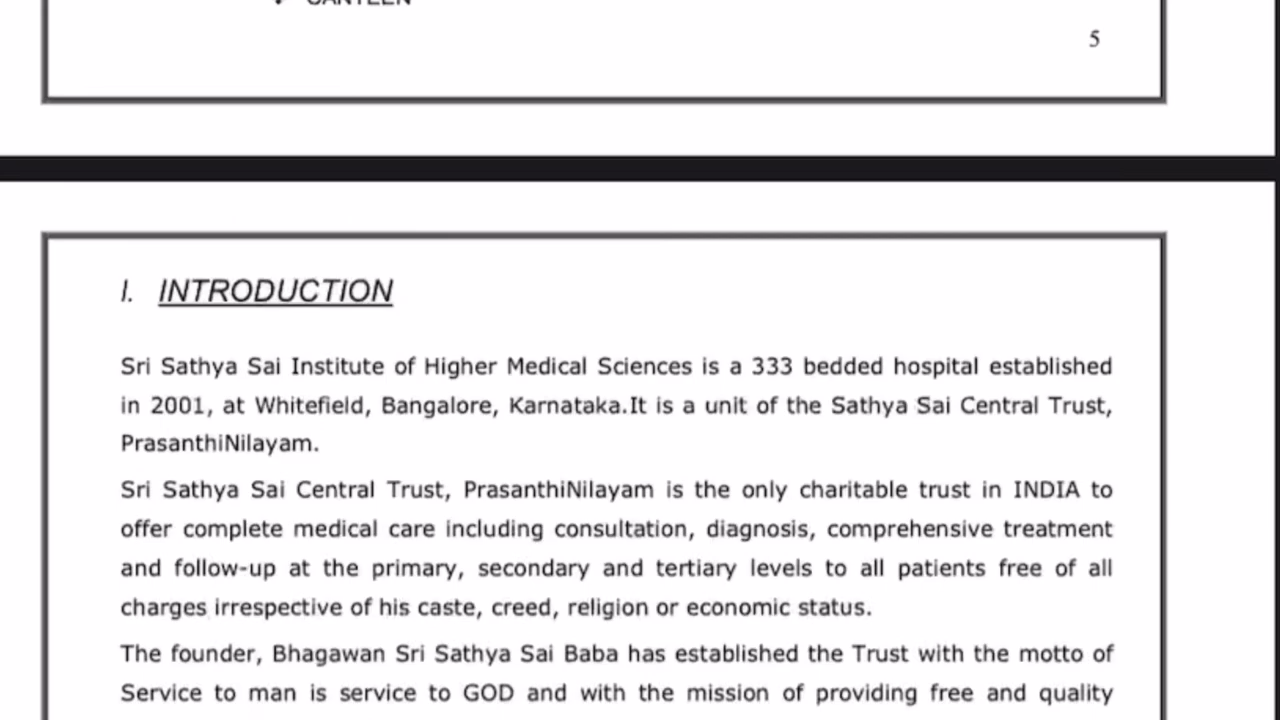 ✓ CANTEEN
5
I. INTRODUCTION
Sri Sathya Sai Institute of Higher Medical Sciences is a 333 bedded hospital established
in 2001, at Whitefield, Bangalore, Karnataka.It is a unit of the Sathya Sai Central Trust,
PrasanthiNilayam.
Sri Sathya Sai Central Trust, PrasanthiNilayam is the only charitable trust in INDIA to
offer complete medical care including consultation, diagnosis, comprehensive treatment
and follow-up at the primary, secondary and tertiary levels to all patients free of all
charges irrespective of his caste, creed, religion or economic status.
The founder, Bhagawan Sri Sathya Sai Baba has established the Trust with the motto of
Service to man is service to GOD and with the mission of providing free and quality